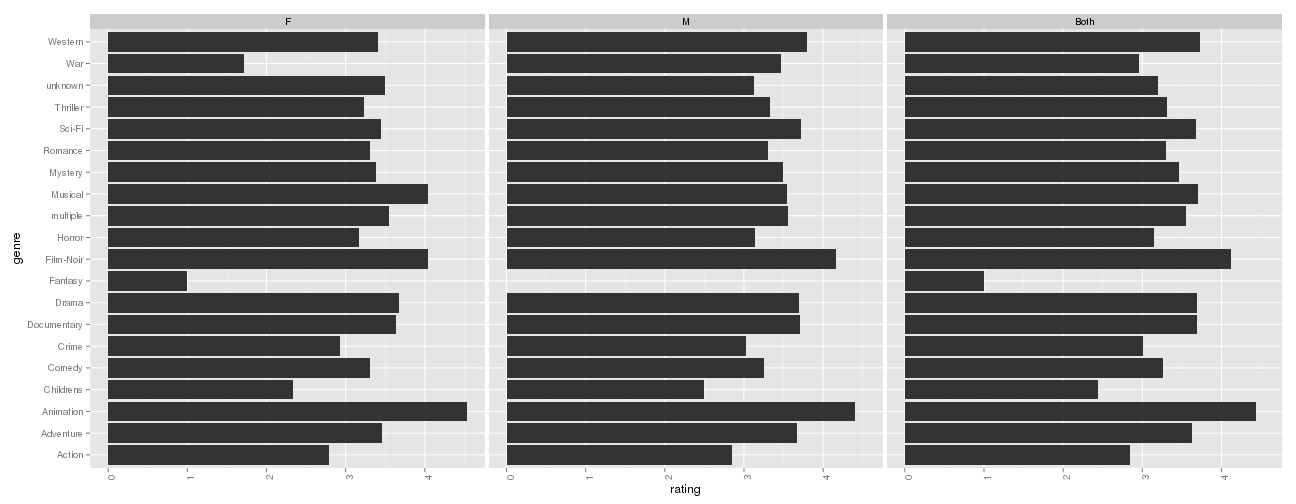 F M Both
Western
War
unknown
Thriller
Sci-Fi
Romance
Mystery
Musical
multiple
Horror
Film-Noir
Fantasy
Drama
Documentary
Crime
Comedy
Childrens
Animation
Adventure
Action
genre
0 1 2 3 4 0 1 2 3 4 0 1 2 3 4
rating